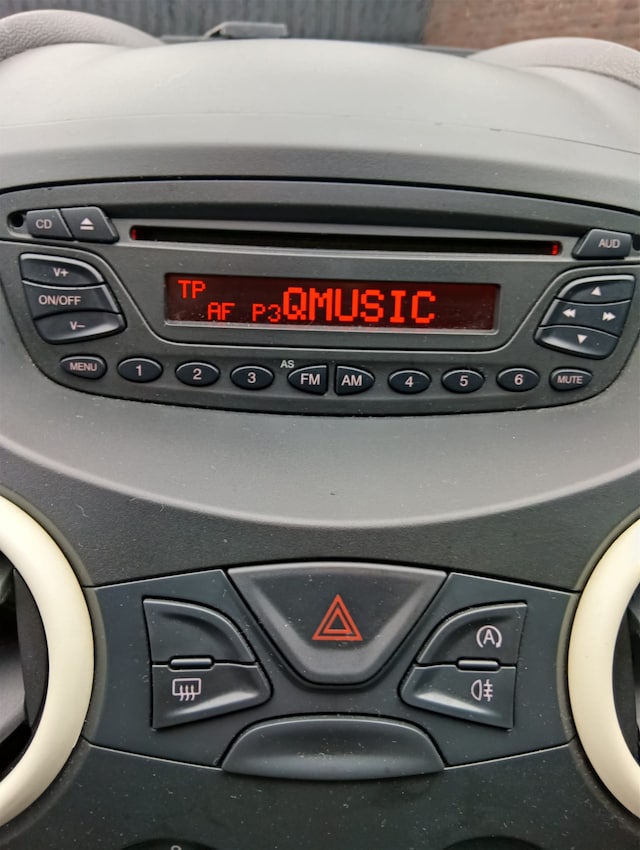 CD
AUD
V+
ON/OFF
V–
TP
AF P3 QMUSIC
MENU 1 2 3 AS FM AM 4 5 6 MUTE
A